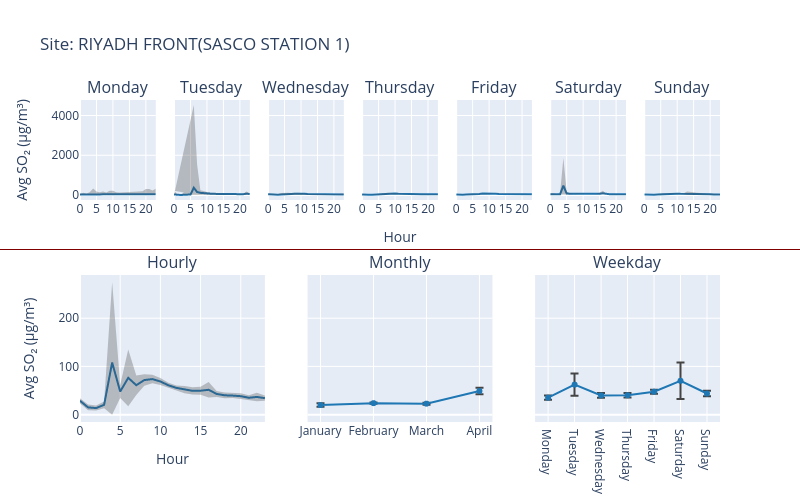 Site: RIYADH FRONT(SASCO STATION 1)
Monday Tuesday Wednesday Thursday Friday Saturday Sunday
Avg SO₂ (µg/m³)
4000
2000
0
0 5 10 15 20 0 5 10 15 20 0 5 10 15 20 0 5 10 15 20 0 5 10 15 20 0 5 10 15 20 0 5 10 15 20
Hour
Hourly Monthly Weekday
Avg SO₂ (µg/m³)
200
100
0
0 5 10 15 20
Hour
January February March April
Monday
Tuesday
Wednesday
Thursday
Friday
Saturday
Sunday